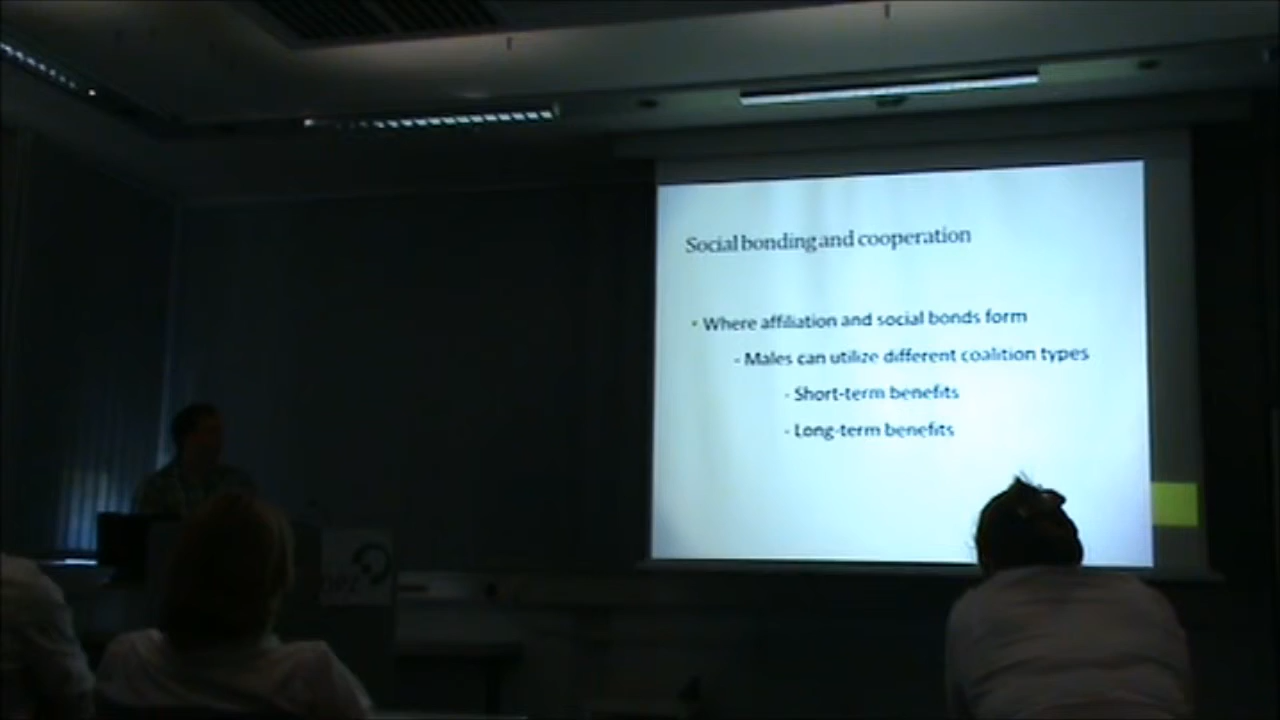 Social bonding and cooperation
• Where affiliation and social bonds form
- Males can utilize different coalition types
- Short-term benefits
- Long-term benefits